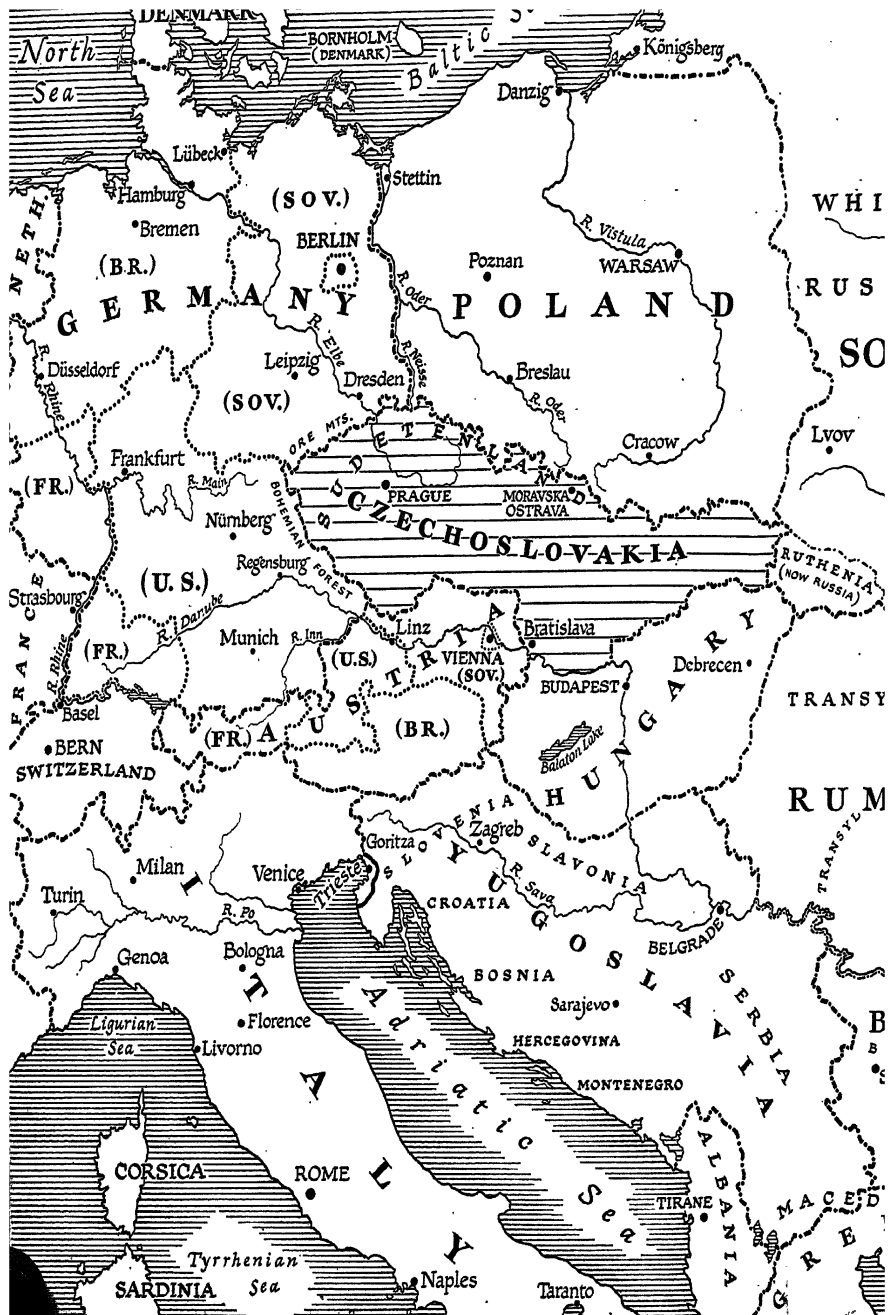 DENMARK
North
Sea
BORNHOLM
(DENMARK)
Baltic S
Königsberg
Danzig
Lübeck
Stettin
Hamburg
(SOV.)
NETH.
Bremen
BERLIN
WHI
R. Vistula
(BR.)
Poznan
WARSAW
R. Oder
RUS
GERMANY
POLAND
R. Elbe
SO
R. Neisse
R. Rhine
Düsseldorf
Leipzig
Dresden
Breslau
(SOV.)
R. Oder
ORE MTS.
Cracow
Lvov
Frankfurt
SUDETENLAND
(FR.)
R. Main
PRAGUE
MORAVSKA
OSTRAVA
BOHEMIAN FOREST
Nürnberg
CZECHOSLOVAKIA
RUTHENIA
(NOW RUSSIA)
Regensburg
FRANCE
Strasbourg
(U.S.)
R. Danube
Linz
Bratislava
(FR.)
Munich
R. Inn
(U.S.)
VIENNA
(SOV.)
Debrecen
R. Rhine
BUDAPEST
TRANSY
Basel
AUSTRIA
(FR.)
(BR.)
BERN
SWITZERLAND
Balaton Lake
HUNGARY
RUM
TRANSYL
SLOVENIA
Goritza
Zagreb
SLAVONIA
Milan
Venice
Trieste
R. Sava
Turin
CROATIA
R. Po
BELGRADE
Genoa
Bologna
YUGOSLAVIA
BOSNIA
SERBIA
ITALY
Sarajevo
Ligurian
Sea
Florence
Adriatic Sea
B
B
S
Livorno
HERCEGOVINA
MONTENEGRO
CORSICA
ROME
ALBANIA
TIRANE
MACED
GRE
Tyrrhenian
Sea
SARDINIA
Naples
Taranto